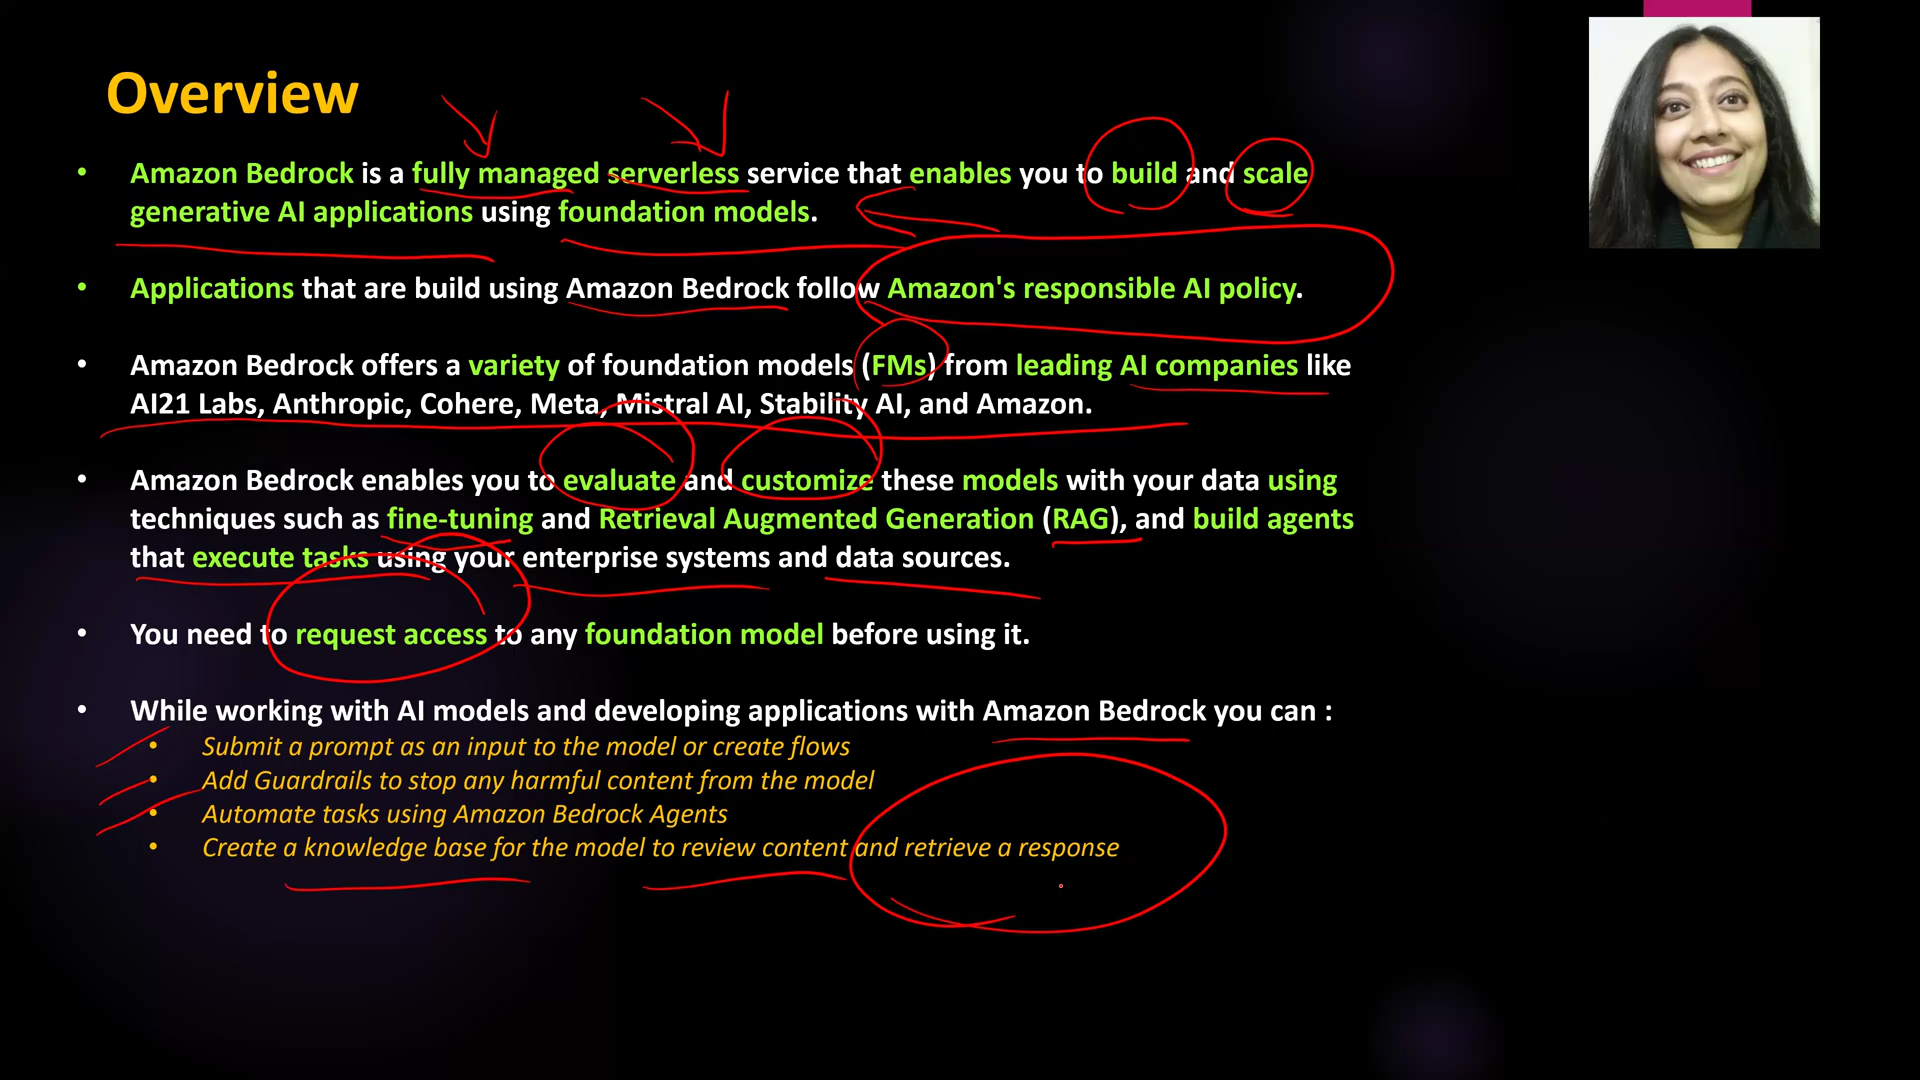 Overview
• Amazon Bedrock is a fully managed serverless service that enables you to build and scale
generative AI applications using foundation models.
• Applications that are build using Amazon Bedrock follow Amazon's responsible AI policy.
• Amazon Bedrock offers a variety of foundation models (FMs) from leading AI companies like
AI21 Labs, Anthropic, Cohere, Meta, Mistral AI, Stability AI, and Amazon.
• Amazon Bedrock enables you to evaluate and customize these models with your data using
techniques such as fine-tuning and Retrieval Augmented Generation (RAG), and build agents
that execute tasks using your enterprise systems and data sources.
• You need to request access to any foundation model before using it.
• While working with AI models and developing applications with Amazon Bedrock you can :
• Submit a prompt as an input to the model or create flows
• Add Guardrails to stop any harmful content from the model
• Automate tasks using Amazon Bedrock Agents
• Create a knowledge base for the model to review content and retrieve a response